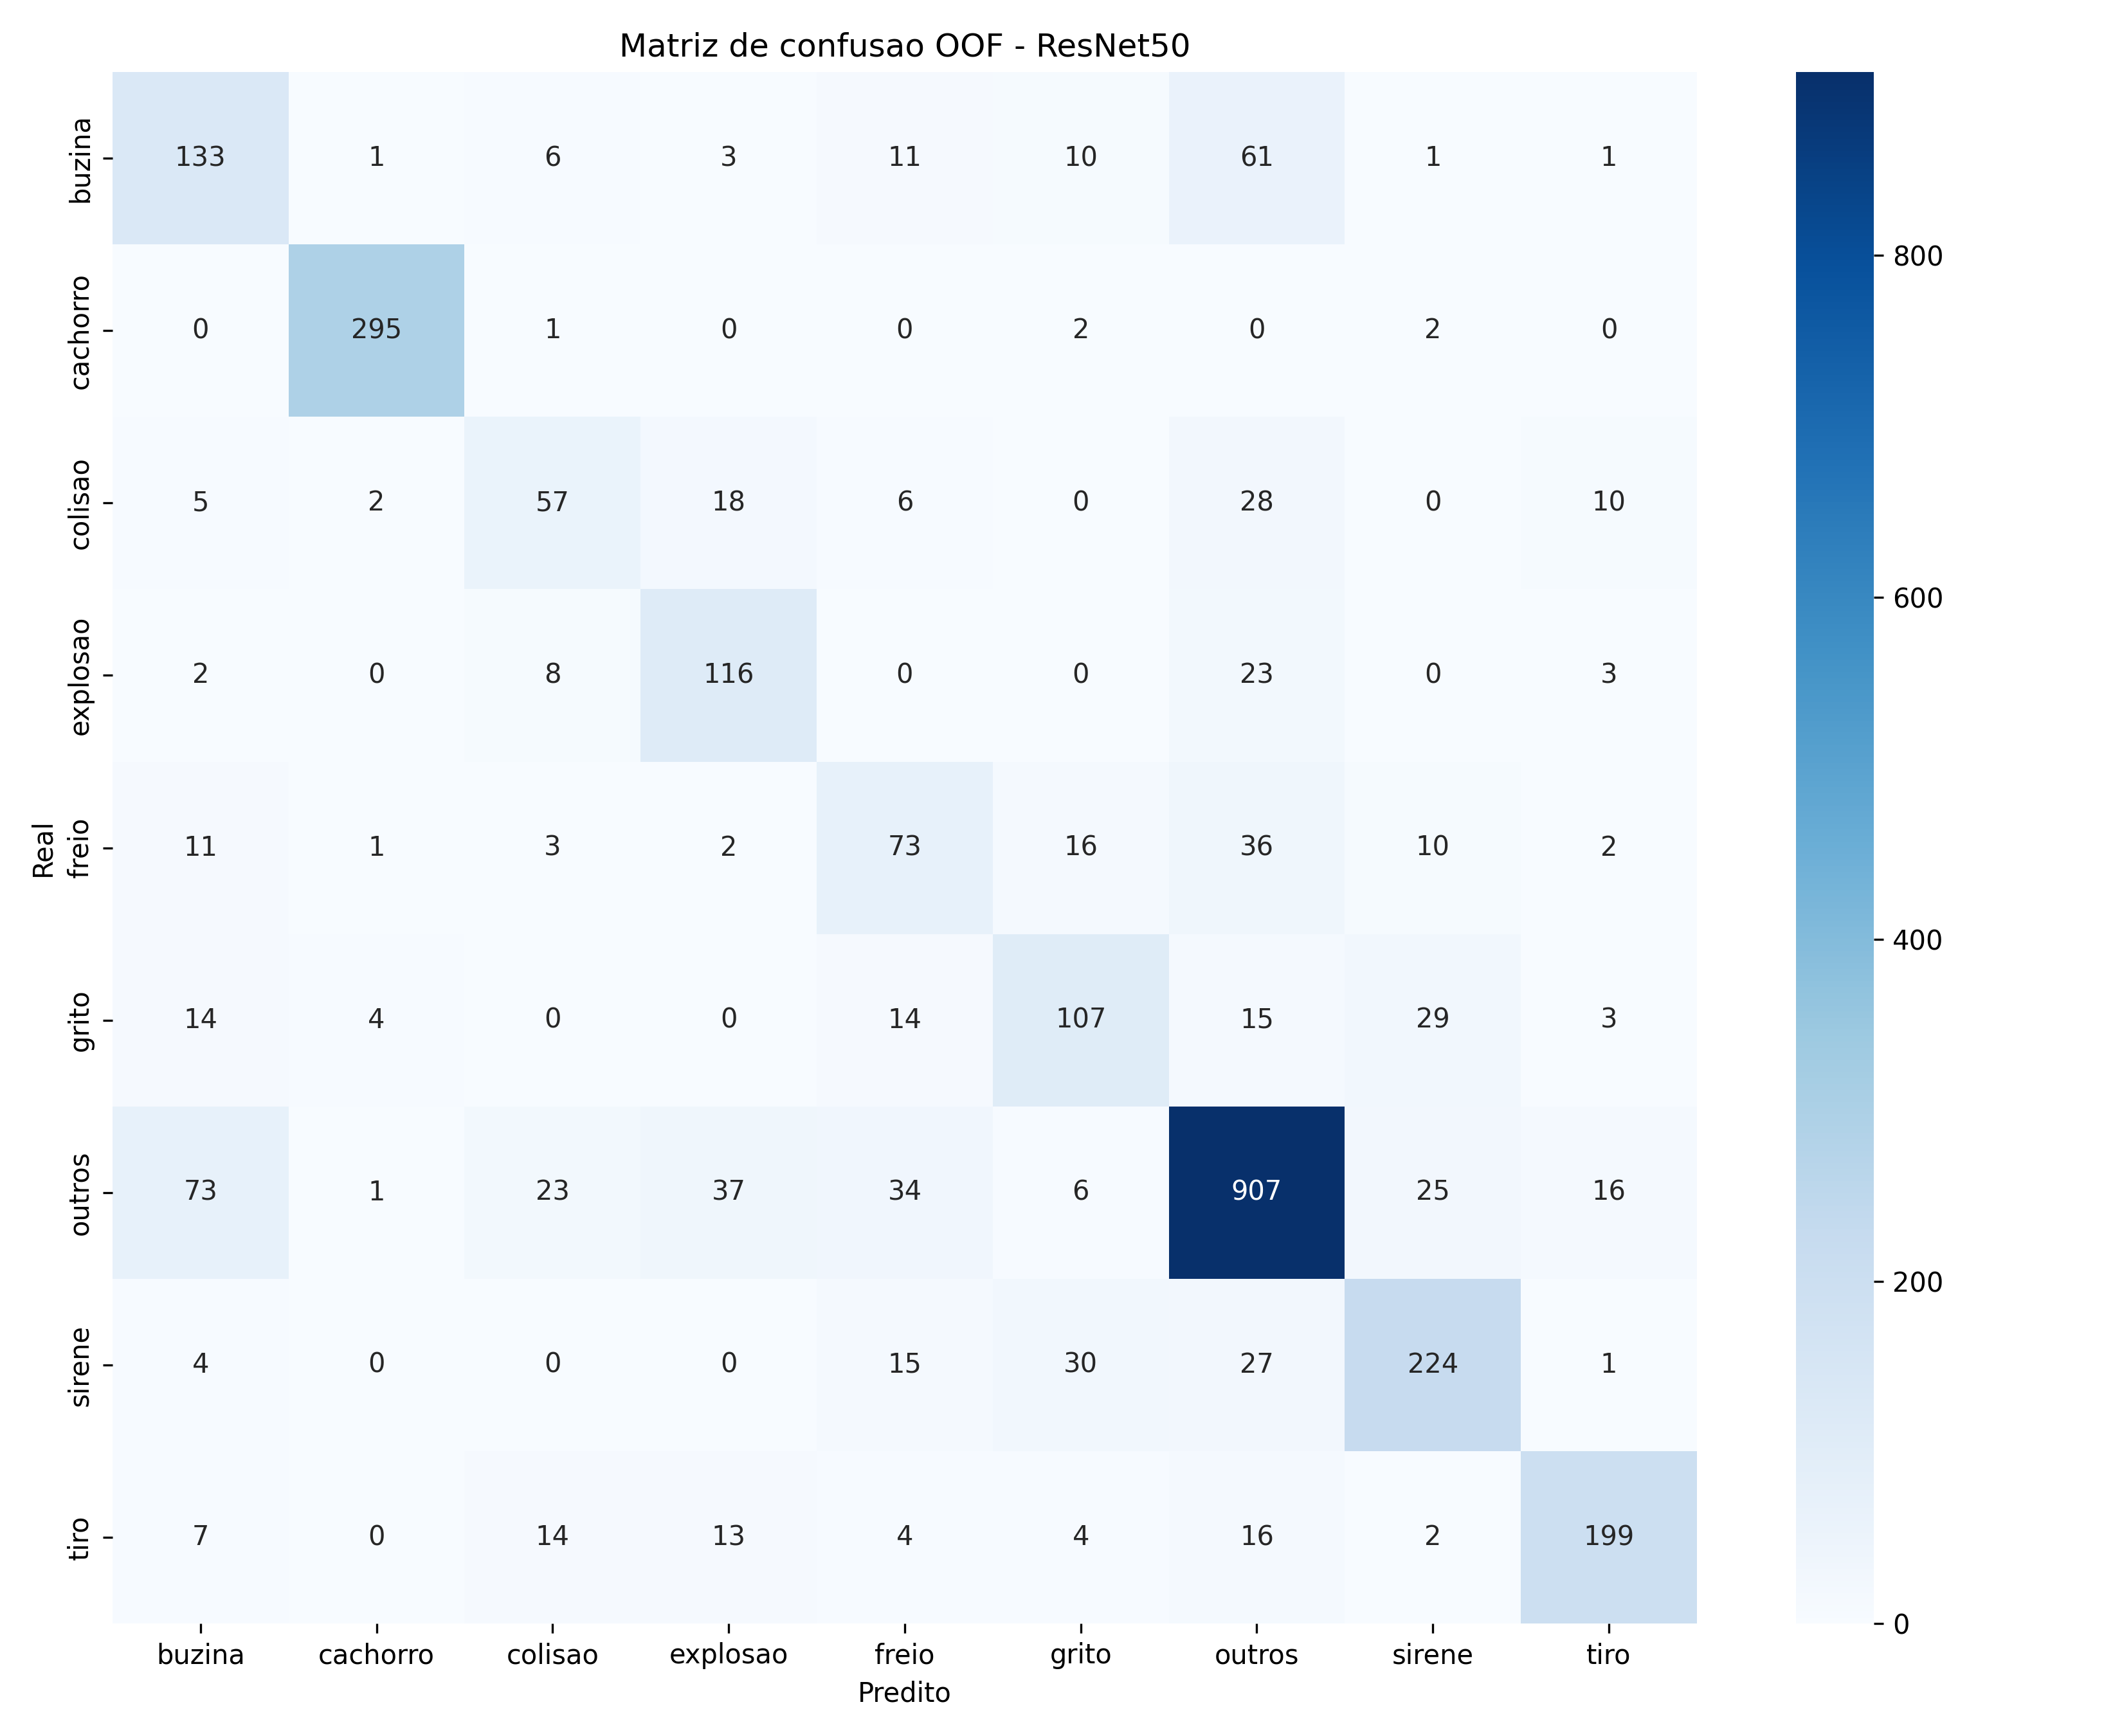 Matriz de confusao OOF - ResNet50
buzina 133 1 6 3 11 10 61 1 1
cachorro 0 295 1 0 0 2 0 2 0
colisao 5 2 57 18 6 0 28 0 10
explosao 2 0 8 116 0 0 23 0 3
freio 11 1 3 2 73 16 36 10 2
grito 14 4 0 0 14 107 15 29 3
outros 73 1 23 37 34 6 907 25 16
sirene 4 0 0 0 15 30 27 224 1
tiro 7 0 14 13 4 4 16 2 199
Real
buzina cachorro colisao explosao freio grito outros sirene tiro
Predito
800
600
400
200
0